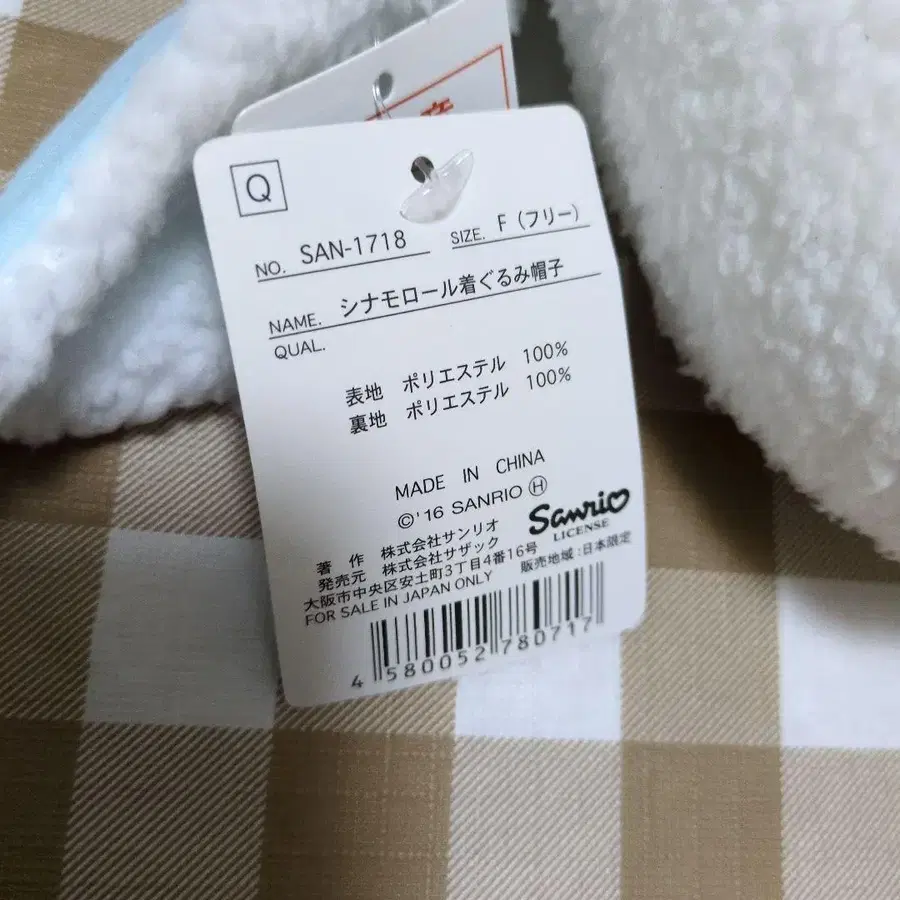 Q
NO. SAN-1718 SIZE. F (フリー)
NAME. シナモロール着ぐるみ帽子
QUAL.
表地 ポリエステル 100%
裏地 ポリエステル 100%
MADE IN CHINA
©'16 SANRIO Ⓗ
Sanrio
LICENSE
著 作 株式会社サンリオ
発売元 株式会社サザック
大阪市中央区安土町3丁目4番16号
販売地域:日本限定
FOR SALE IN JAPAN ONLY
4 580052 780717